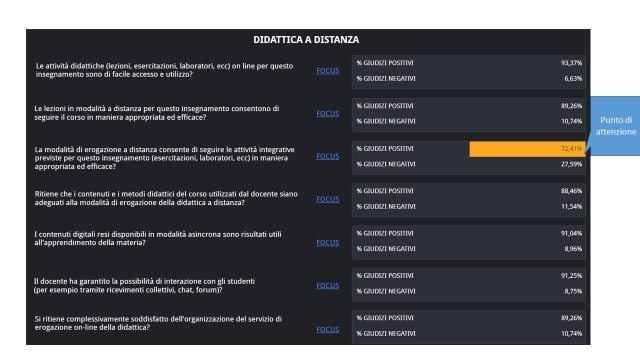 DIDATTICA A DISTANZA
Le attività didattiche (lezioni, esercitazioni, laboratori, ecc) on line per questo
insegnamento sono di facile accesso e utilizzo?
FOCUS
% GIUDIZI POSITIVI 93,37%
% GIUDIZI NEGATIVI 6,63%
Le lezioni in modalità a distanza per questo insegnamento consentono di
seguire il corso in maniera appropriata ed efficace?
FOCUS
% GIUDIZI POSITIVI 89,26%
% GIUDIZI NEGATIVI 10,74%
La modalità di erogazione a distanza consente di seguire le attività integrative
previste per questo insegnamento (esercitazioni, laboratori, ecc) in maniera
appropriata ed efficace?
FOCUS
% GIUDIZI POSITIVI 72,41%
% GIUDIZI NEGATIVI 27,59%
Punto di
attenzione
Ritiene che i contenuti e i metodi didattici del corso utilizzati dal docente siano
adeguati alla modalità di erogazione della didattica a distanza?
FOCUS
% GIUDIZI POSITIVI 88,46%
% GIUDIZI NEGATIVI 11,54%
I contenuti digitali resi disponibili in modalità asincrona sono risultati utili
all'apprendimento della materia?
FOCUS
% GIUDIZI POSITIVI 91,04%
% GIUDIZI NEGATIVI 8,96%
Il docente ha garantito la possibilità di interazione con gli studenti
(per esempio tramite ricevimenti collettivi, chat, forum)?
FOCUS
% GIUDIZI POSITIVI 91,25%
% GIUDIZI NEGATIVI 8,75%
Si ritiene complessivamente soddisfatto dell'organizzazione del servizio di
erogazione on-line della didattica?
FOCUS
% GIUDIZI POSITIVI 89,26%
% GIUDIZI NEGATIVI 10,74%